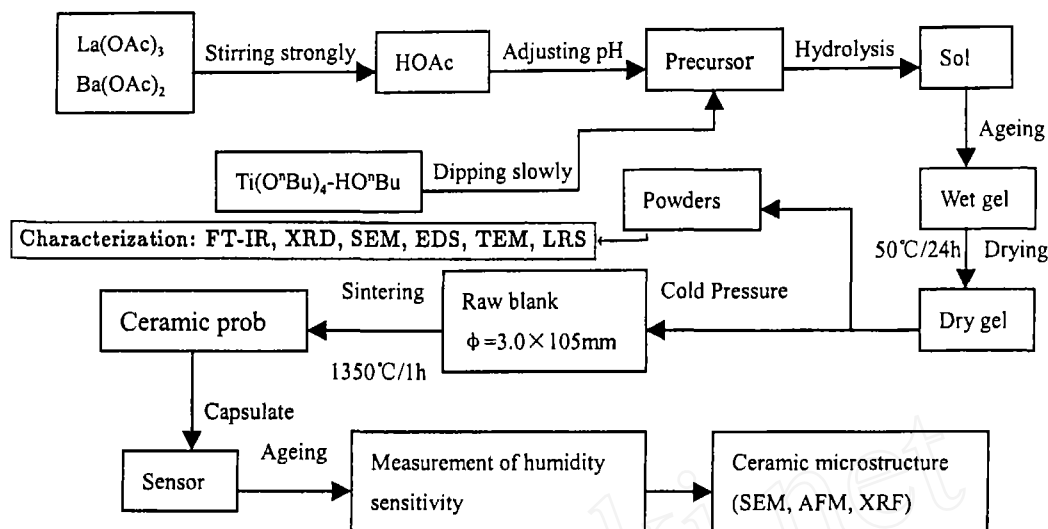 La(OAc)₃
Ba(OAc)₂
Stirring strongly
HOAc
Adjusting pH
Precursor
Hydrolysis
Sol
Ageing
Ti(OⁿBu)₄-HOⁿBu
Dipping slowly
Powders
Wet gel
Characterization: FT-IR, XRD, SEM, EDS, TEM, LRS
50℃/24h Drying
Dry gel
Cold Pressure
Raw blank
φ=3.0×105mm
Sintering
1350℃/1h
Ceramic prob
Capsulate
Sensor
Ageing
Measurement of humidity
sensitivity
Ceramic microstructure
(SEM, AFM, XRF)